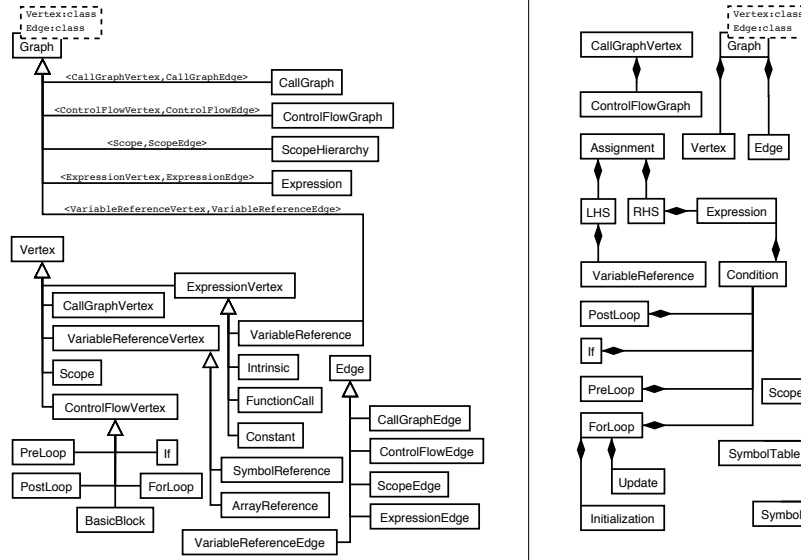 Vertex:class
Edge:class
Graph
<CallGraphVertex,CallGraphEdge>
CallGraph
<ControlFlowVertex,ControlFlowEdge>
ControlFlowGraph
<Scope,ScopeEdge>
ScopeHierarchy
<ExpressionVertex,ExpressionEdge>
Expression
<VariableReferenceVertex,VariableReferenceEdge>
Vertex
ExpressionVertex
CallGraphVertex
VariableReferenceVertex
VariableReference
Scope
Intrinsic
Edge
ControlFlowVertex
FunctionCall
CallGraphEdge
Constant
PreLoop
If
ControlFlowEdge
SymbolReference
PostLoop
ForLoop
ScopeEdge
ArrayReference
BasicBlock
ExpressionEdge
VariableReferenceEdge
Vertex:class
Edge:class
CallGraphVertex
Graph
ControlFlowGraph
Assignment
Vertex
Edge
LHS
RHS
Expression
VariableReference
Condition
PostLoop
If
PreLoop
Scope
ForLoop
SymbolTable
Update
Initialization
Symbol